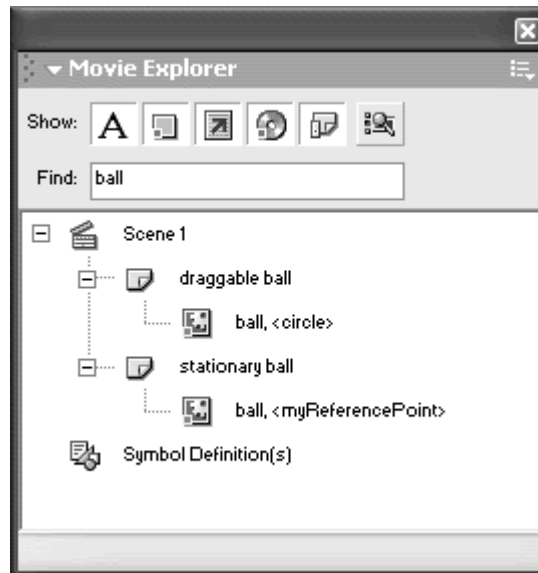 Movie Explorer
Show: A
Find: ball
Scene 1
draggable ball
ball, <circle>
stationary ball
ball, <myReferencePoint>
Symbol Definition(s)